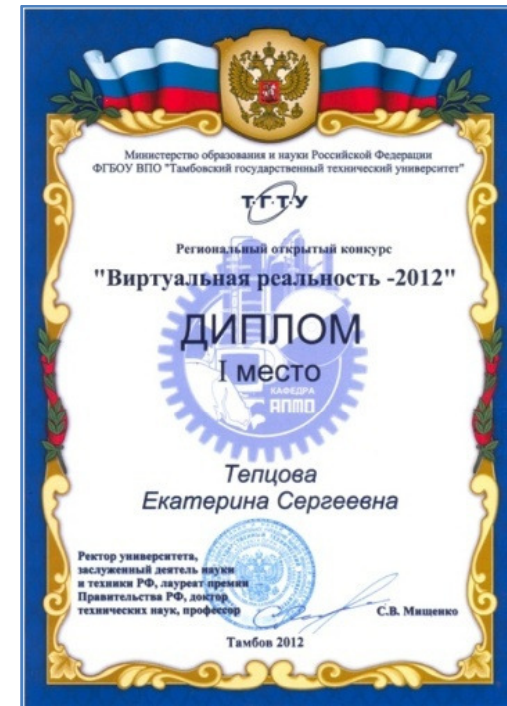 Министерство образования и науки Российской Федерации
ФГБОУ ВПО "Тамбовский государственный технический университет"
Т·Г·Т·У
Региональный открытый конкурс
"Виртуальная реальность -2012"
ДИПЛОМ
I место
КАФЕДРА
АПМО
Тепцова
Екатерина Сергеевна
Ректор университета,
заслуженный деятель науки
и техники РФ, лауреат премии
Правительства РФ, доктор
технических наук, профессор
С.В. Мищенко
Тамбов 2012